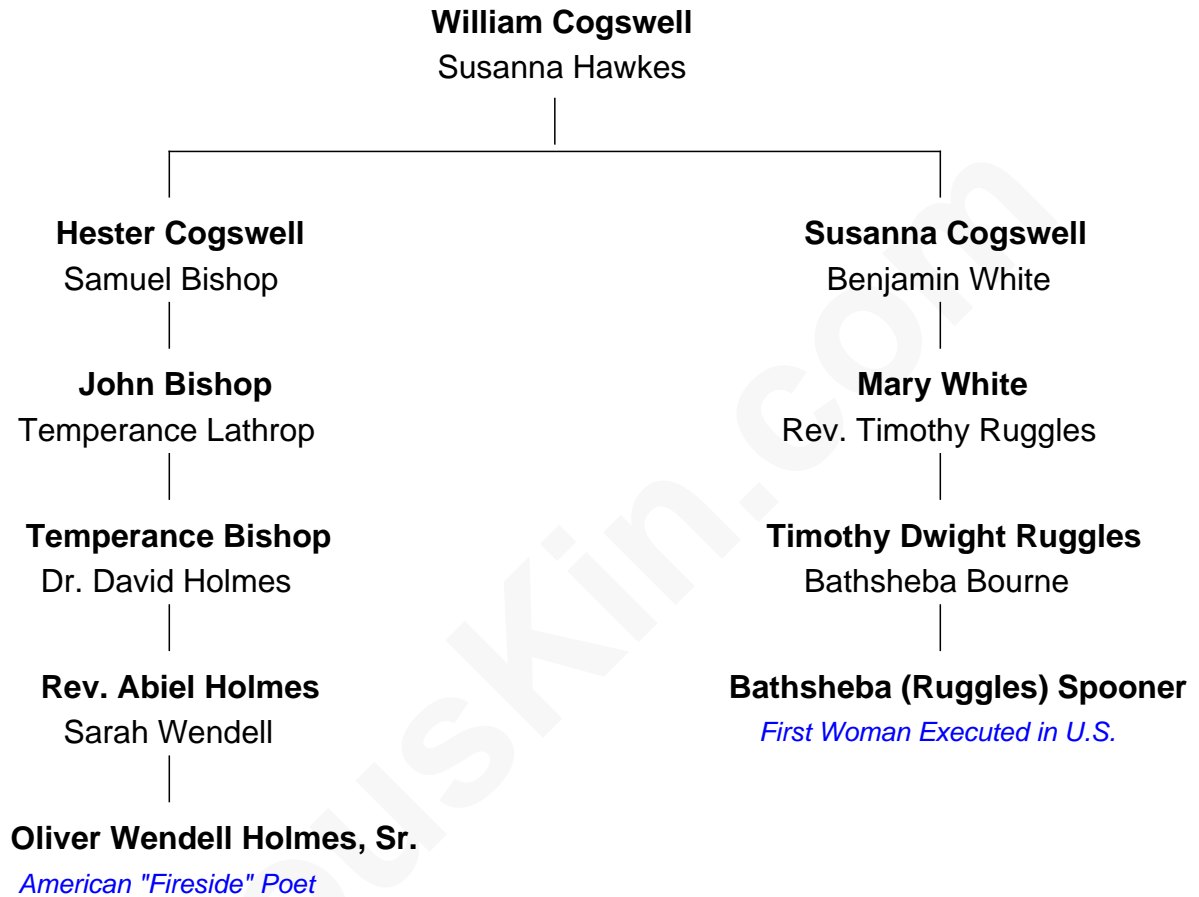 William Cogswell
Susanna Hawkes
Hester Cogswell
Samuel Bishop
Susanna Cogswell
Benjamin White
John Bishop
Temperance Lathrop
Mary White
Rev. Timothy Ruggles
Temperance Bishop
Dr. David Holmes
Timothy Dwight Ruggles
Bathsheba Bourne
Rev. Abiel Holmes
Sarah Wendell
Bathsheba (Ruggles) Spooner
First Woman Executed in U.S.
Oliver Wendell Holmes, Sr.
American "Fireside" Poet
ousKin.com